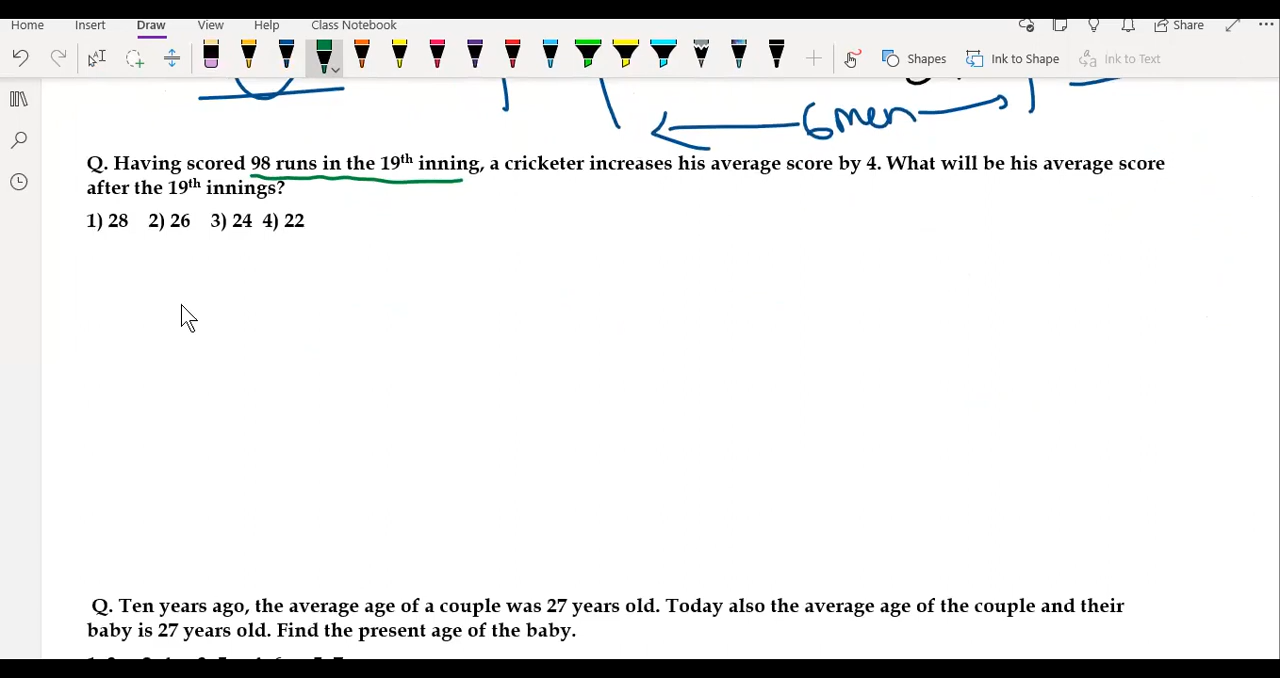 Home Insert Draw View Help Class Notebook Share
Shapes Ink to Shape Ink to Text
6 men
Q. Having scored 98 runs in the 19th inning, a cricketer increases his average score by 4. What will be his average score
after the 19th innings?
1) 28 2) 26 3) 24 4) 22
Q. Ten years ago, the average age of a couple was 27 years old. Today also the average age of the couple and their
baby is 27 years old. Find the present age of the baby.